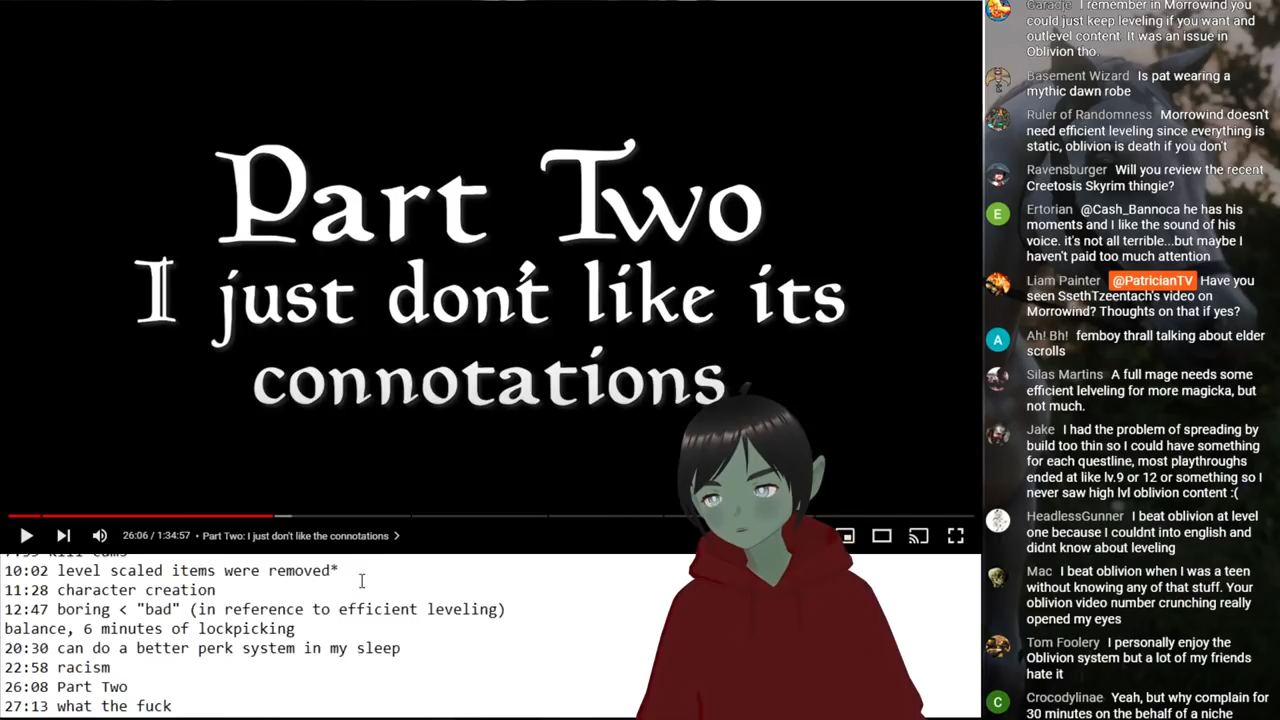 Part Two
I just don't like its
connotations
26:06 / 1:34:57 • Part Two: I just don't like the connotations >
7:55 kill cams
10:02 level scaled items were removed*
11:28 character creation
12:47 boring < "bad" (in reference to efficient leveling)
balance, 6 minutes of lockpicking
20:30 can do a better perk system in my sleep
22:58 racism
26:08 Part Two
27:13 what the fuck
Garadje I remember in Morrowind you
could just keep leveling if you want and
outlevel content. It was an issue in
Oblivion tho.
Basement Wizard Is pat wearing a
mythic dawn robe
Ruler of Randomness Morrowind doesn't
need efficient leveling since everything is
static, oblivion is death if you don't
Ravensburger Will you review the recent
Creetosis Skyrim thingie?
E
Ertorian @Cash_Bannoca he has his
moments and I like the sound of his
voice. it's not all terrible...but maybe I
haven't paid too much attention
Liam Painter @PatricianTV Have you
seen SsethTzeentach's video on
Morrowind? Thoughts on that if yes?
A
Ah! Bh! femboy thrall talking about elder
scrolls
Silas Martins A full mage needs some
efficient lelveling for more magicka, but
not much.
Jake I had the problem of spreading by
build too thin so I could have something
for each questline, most playthroughs
ended at like lv.9 or 12 or something so I
never saw high lvl oblivion content :(
HeadlessGunner I beat oblivion at level
one because I couldnt into english and
didnt know about leveling
Mac I beat oblivion when I was a teen
without knowing any of that stuff. Your
oblivion video number crunching really
opened my eyes
Tom Foolery I personally enjoy the
Oblivion system but a lot of my friends
hate it
C
Crocodylinae Yeah, but why complain for
30 minutes on the behalf of a niche